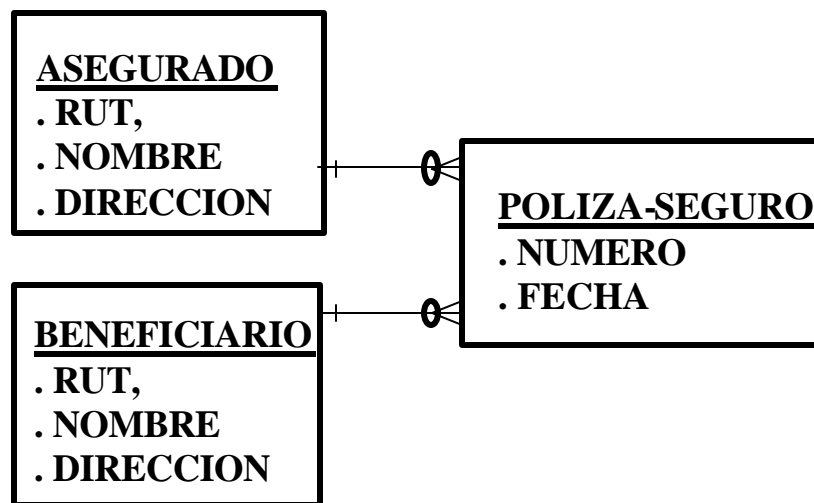 ASEGURADO
. RUT,
. NOMBRE
. DIRECCION
POLIZA-SEGURO
. NUMERO
. FECHA
BENEFICIARIO
. RUT,
. NOMBRE
. DIRECCION